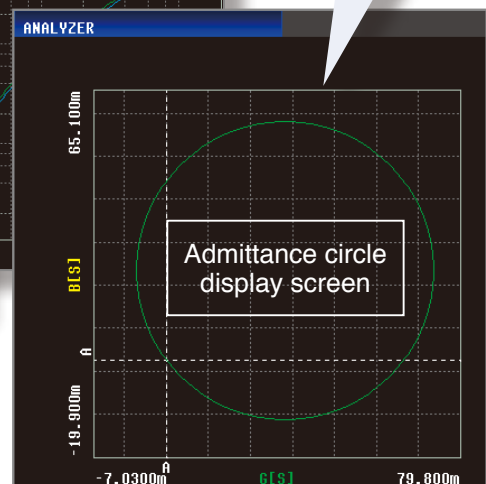 ANALYZER
65.100m
B[S]
A
-19.900m
Admittance circle
display screen
A
-7.0300m
G[S]
79.800m